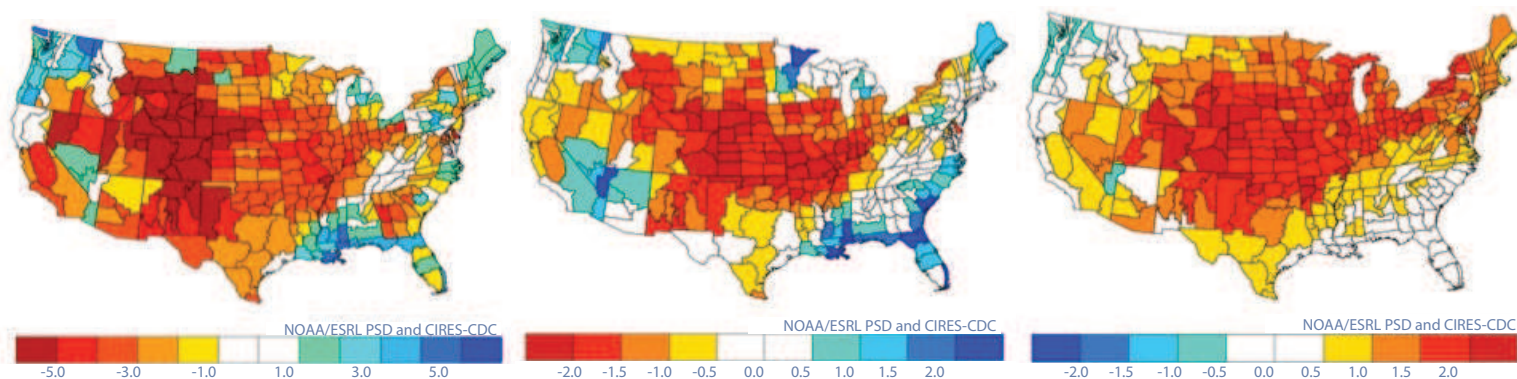 NOAA/ESRL PSD and CIRES-CDC
-5.0 -3.0 -1.0 1.0 3.0 5.0
NOAA/ESRL PSD and CIRES-CDC
-2.0 -1.5 -1.0 -0.5 0.0 0.5 1.0 1.5 2.0
NOAA/ESRL PSD and CIRES-CDC
-2.0 -1.5 -1.0 -0.5 0.0 0.5 1.0 1.5 2.0